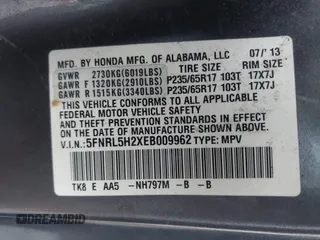 MFD. BY HONDA MFG. OF ALABAMA, LLC 07/'13
TIRE SIZE RIM SIZE
GVWR 2730KG(6019LBS)
GAWR F 1320KG(2910LBS) P235/65R17 103T 17X7J
GAWR R 1515KG(3340LBS) P235/65R17 103T 17X7J
THIS VEHICLE CONFORMS TO ALL APPLICABLE
FEDERAL MOTOR VEHICLE SAFETY AND
THEFT PREVENTION STANDARDS IN EFFECT ON
THE DATE OF MANUFACTURE SHOWN ABOVE.
V.I.N.: 5FNRL5H2XEB009962 TYPE: MPV
TK8 E AA5 -NH797M -B -B
BIDCARD